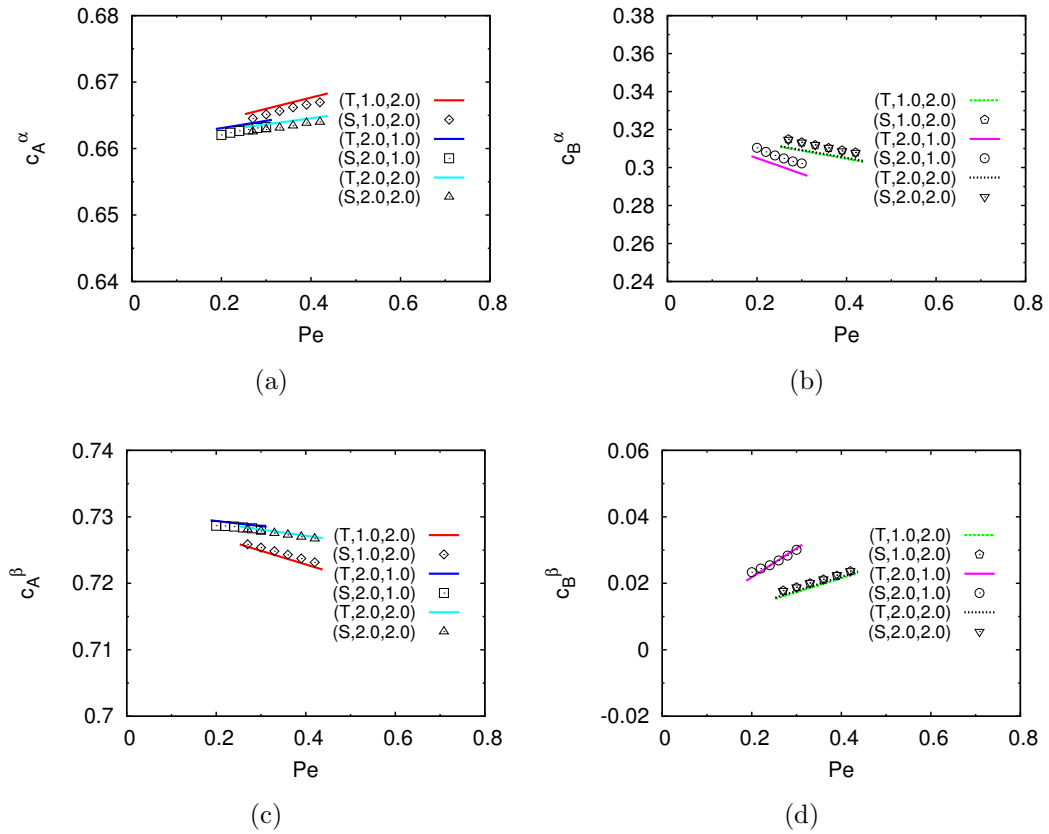 0.68
0.67
0.66
0.65
0.64
c_A^α
(T,1.0,2.0)
(S,1.0,2.0)
(T,2.0,1.0)
(S,2.0,1.0)
(T,2.0,2.0)
(S,2.0,2.0)
0 0.2 0.4 0.6 0.8
Pe
(a)
0.38
0.36
0.34
0.32
0.3
0.28
0.26
0.24
c_B^α
(T,1.0,2.0)
(S,1.0,2.0)
(T,2.0,1.0)
(S,2.0,1.0)
(T,2.0,2.0)
(S,2.0,2.0)
0 0.2 0.4 0.6 0.8
Pe
(b)
0.74
0.73
0.72
0.71
0.7
c_A^β
(T,1.0,2.0)
(S,1.0,2.0)
(T,2.0,1.0)
(S,2.0,1.0)
(T,2.0,2.0)
(S,2.0,2.0)
0 0.2 0.4 0.6 0.8
Pe
(c)
0.06
0.04
0.02
0
-0.02
c_B^β
(T,1.0,2.0)
(S,1.0,2.0)
(T,2.0,1.0)
(S,2.0,1.0)
(T,2.0,2.0)
(S,2.0,2.0)
0 0.2 0.4 0.6 0.8
Pe
(d)